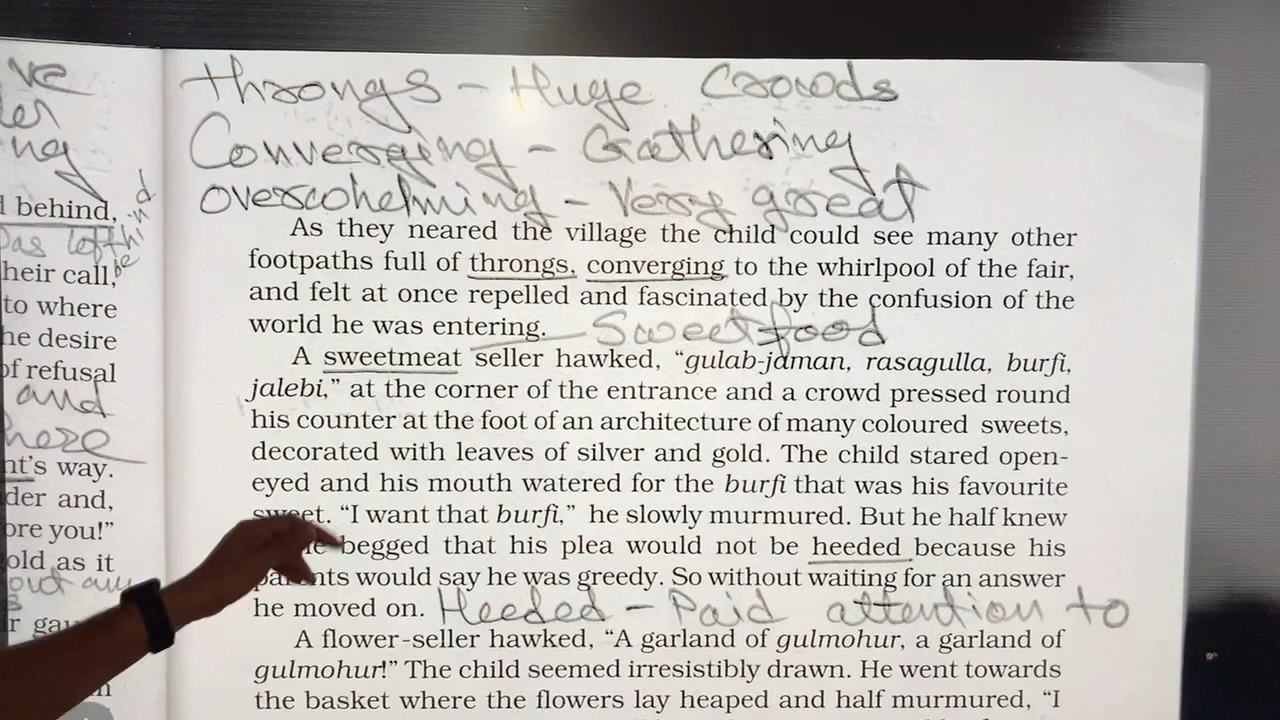 ve
throngs - Huge Crowds
ler
Converging - Gathering
ng
overwhelming - Very great
behind,
behind
As they neared the village the child could see many other
footpaths full of throngs, converging to the whirlpool of the fair,
heir call,
and felt at once repelled and fascinated by the confusion of the
to where
world he was entering. Sweet food
he desire
A sweetmeat seller hawked, “gulab-jaman, rasagulla, burfi,
of refusal
jalebi,” at the corner of the entrance and a crowd pressed round
and
his counter at the foot of an architecture of many coloured sweets,
here
decorated with leaves of silver and gold. The child stared open-
nt's way.
eyed and his mouth watered for the burfi that was his favourite
der and,
sweet. “I want that burfi,” he slowly murmured. But he half knew
ore you!”
begged that his plea would not be heeded because his
old as it
parents would say he was greedy. So without waiting for an answer
he moved on. Heeded - Paid attention to
A flower-seller hawked, “A garland of gulmohur, a garland of
gulmohur!” The child seemed irresistibly drawn. He went towards
the basket where the flowers lay heaped and half murmured, “I